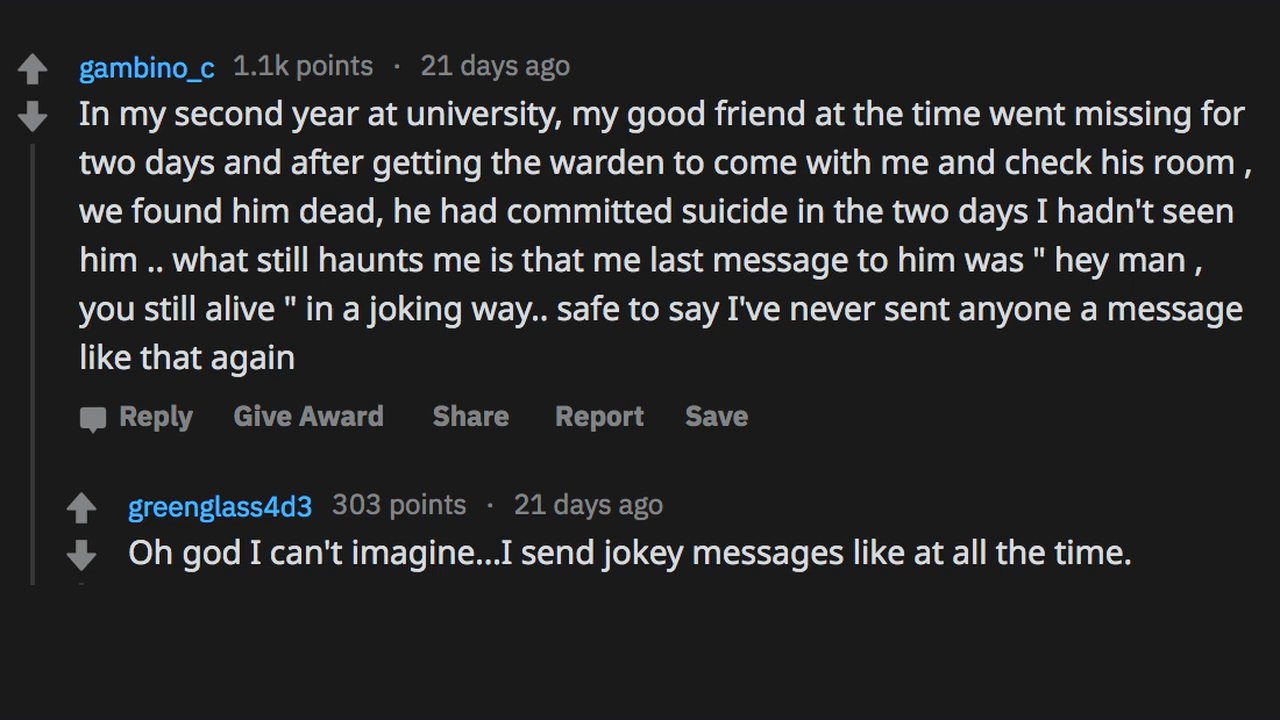 gambino_c 1.1k points · 21 days ago
In my second year at university, my good friend at the time went missing for
two days and after getting the warden to come with me and check his room ,
we found him dead, he had committed suicide in the two days I hadn't seen
him .. what still haunts me is that me last message to him was " hey man ,
you still alive " in a joking way.. safe to say I've never sent anyone a message
like that again
Reply Give Award Share Report Save
greenglass4d3 303 points · 21 days ago
Oh god I can't imagine...I send jokey messages like at all the time.